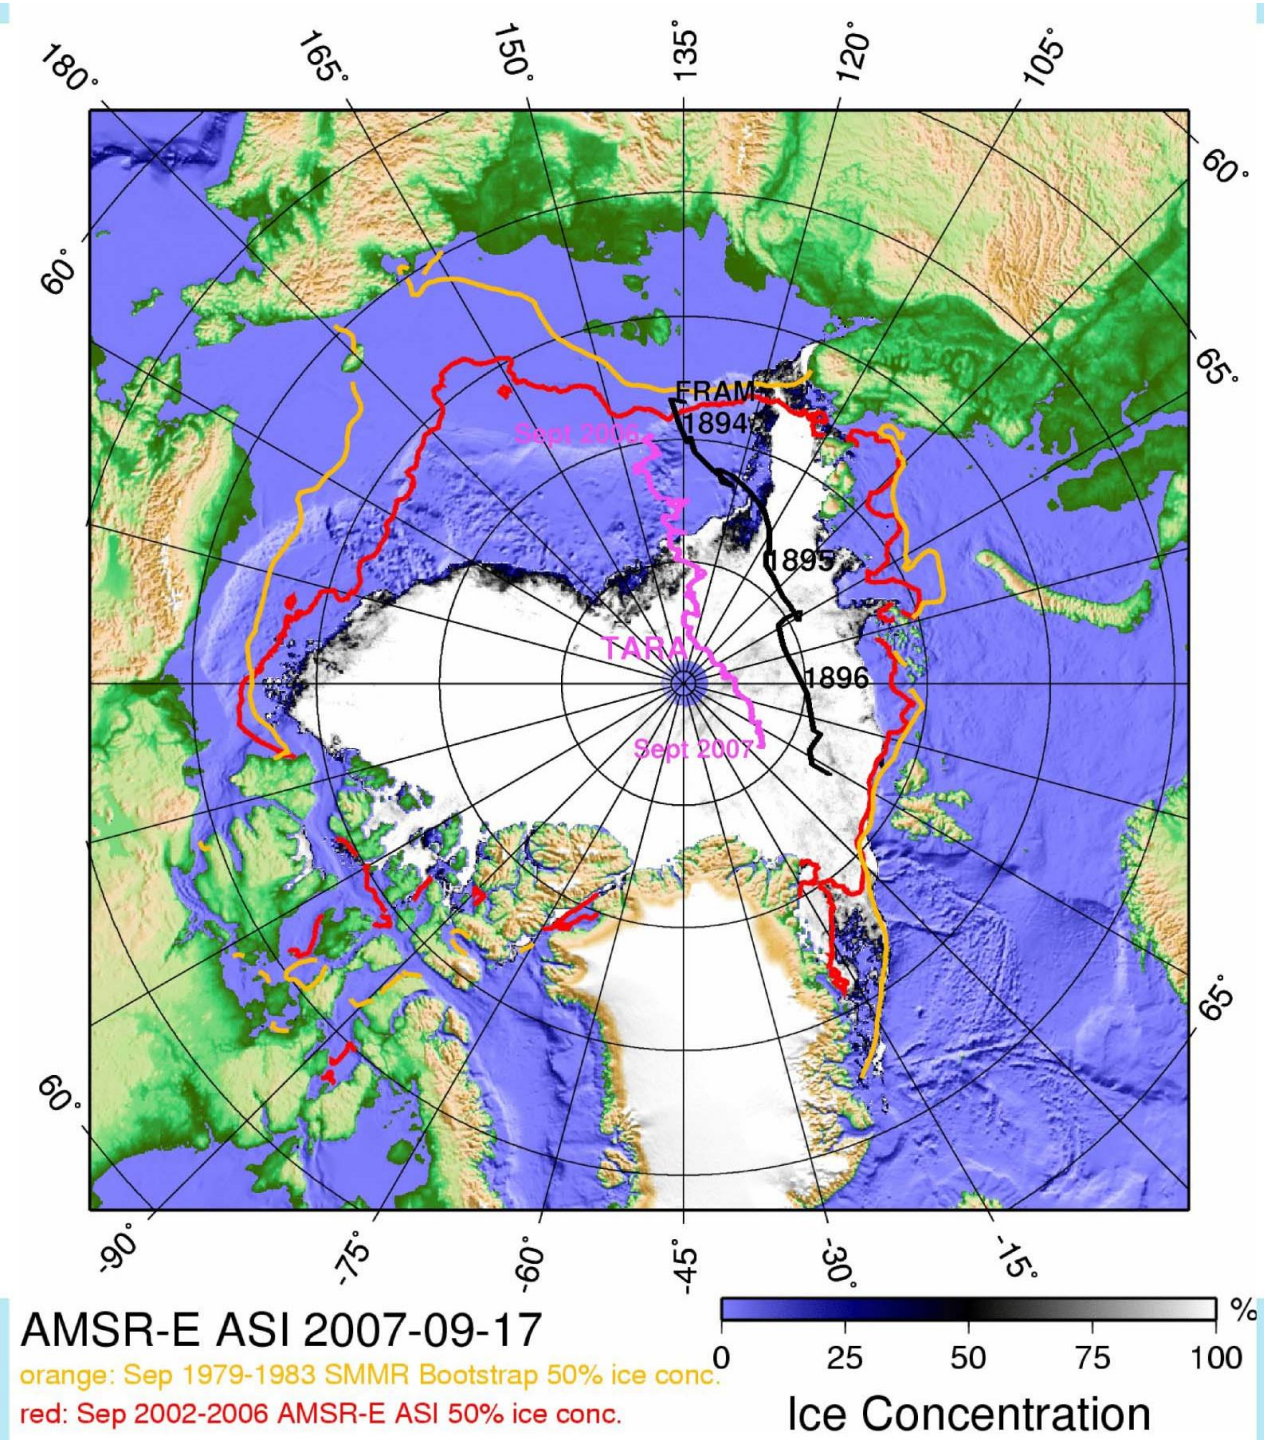 180°
165°
150°
135°
120°
105°
60°
60°
65°
FRAM
1894
Sept 2006
1895
TARA
1896
Sept 2007
65°
60°
-90°
-75°
-60°
-45°
-30°
-15°
AMSR-E ASI 2007-09-17
orange: Sep 1979-1983 SMMR Bootstrap 50% ice conc.
red: Sep 2002-2006 AMSR-E ASI 50% ice conc.
%
0 25 50 75 100
Ice Concentration